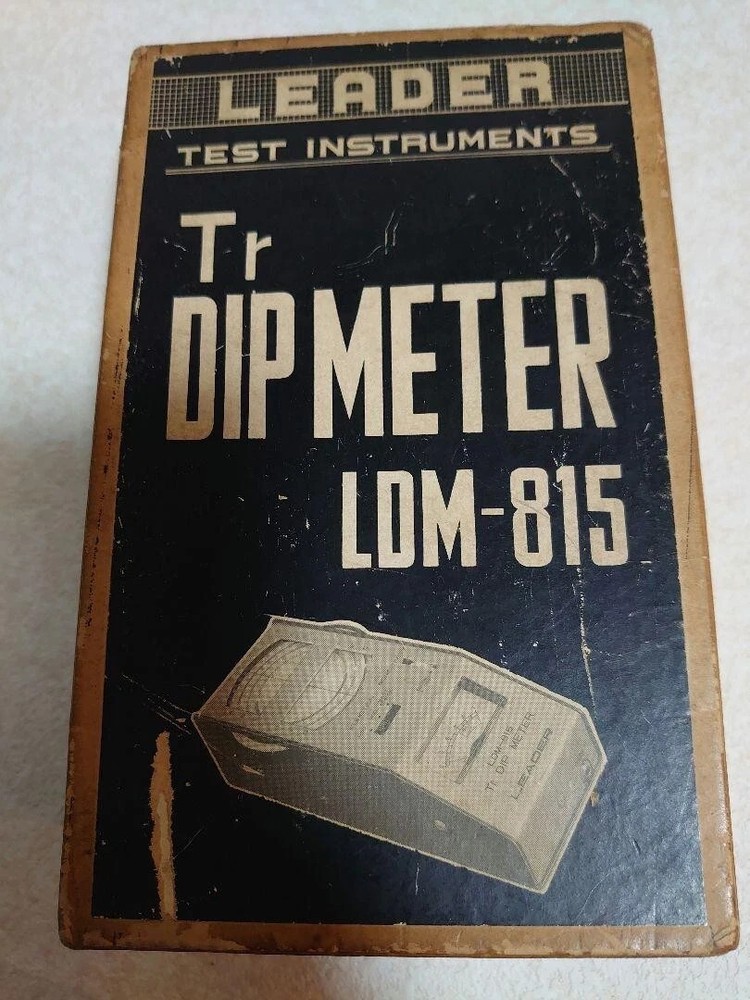 LEADER
TEST INSTRUMENTS
Tr
DIP METER
LDM-815
LDM-815
Tr DIP METER
LEADER